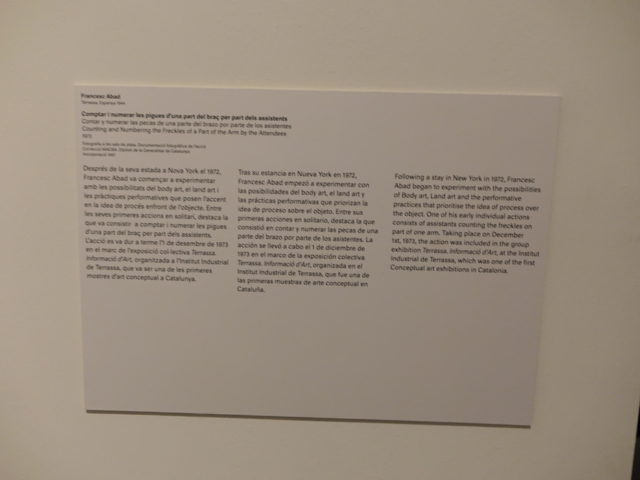 Francesc Abad
Terrassa, Espanya 1944
Comptar i numerar les pigues d'una part del braç per part dels assistents
Contar y numerar las pecas de una parte del brazo por parte de los asistentes
Counting and Numbering the Freckles of a Part of the Arm by the Attendees
1973
Col·lecció MACBA. Dipòsit de la Generalitat de Catalunya.
Després de la seva estada a Nova York el 1972,
Francesc Abad va començar a experimentar
amb les possibilitats del body art, el land art i
les pràctiques performatives que posen l'accent
en la idea de procés enfront de l'objecte. Entre
les seves primeres accions en solitari, destaca la
que va consistir a comptar i numerar les pigues
d'una part del braç per part dels assistents.
L'acció es va dur a terme l'1 de desembre de 1973
en el marc de l'exposició col·lectiva Terrassa.
Informació d'Art, organitzada a l'Institut Industrial
de Terrassa, que va ser una de les primeres
mostres d'art conceptual a Catalunya.
Tras su estancia en Nueva York en 1972,
Francesc Abad empezó a experimentar con
las posibilidades del body art, el land art y
las prácticas performativas que priorizan la
idea de proceso sobre el objeto. Entre sus
primeras acciones en solitario, destaca la que
consistió en contar y numerar las pecas de una
parte del brazo por parte de los asistentes. La
acción se llevó a cabo el 1 de diciembre de
1973 en el marco de la exposición colectiva
Terrassa. Informació d'Art, organizada en el
Institut Industrial de Terrassa, que fue una de
las primeras muestras de arte conceptual en
Cataluña.
Following a stay in New York in 1972, Francesc
Abad began to experiment with the possibilities
of Body art, Land art and the performative
practices that prioritise the idea of process over
the object. One of his early individual actions
consists of assistants counting the freckles on
part of one arm. Taking place on December
1st, 1973, the action was included in the group
exhibition Terrassa. Informació d'Art, at the Institut
Industrial de Terrassa, which was one of the first
Conceptual art exhibitions in Catalonia.